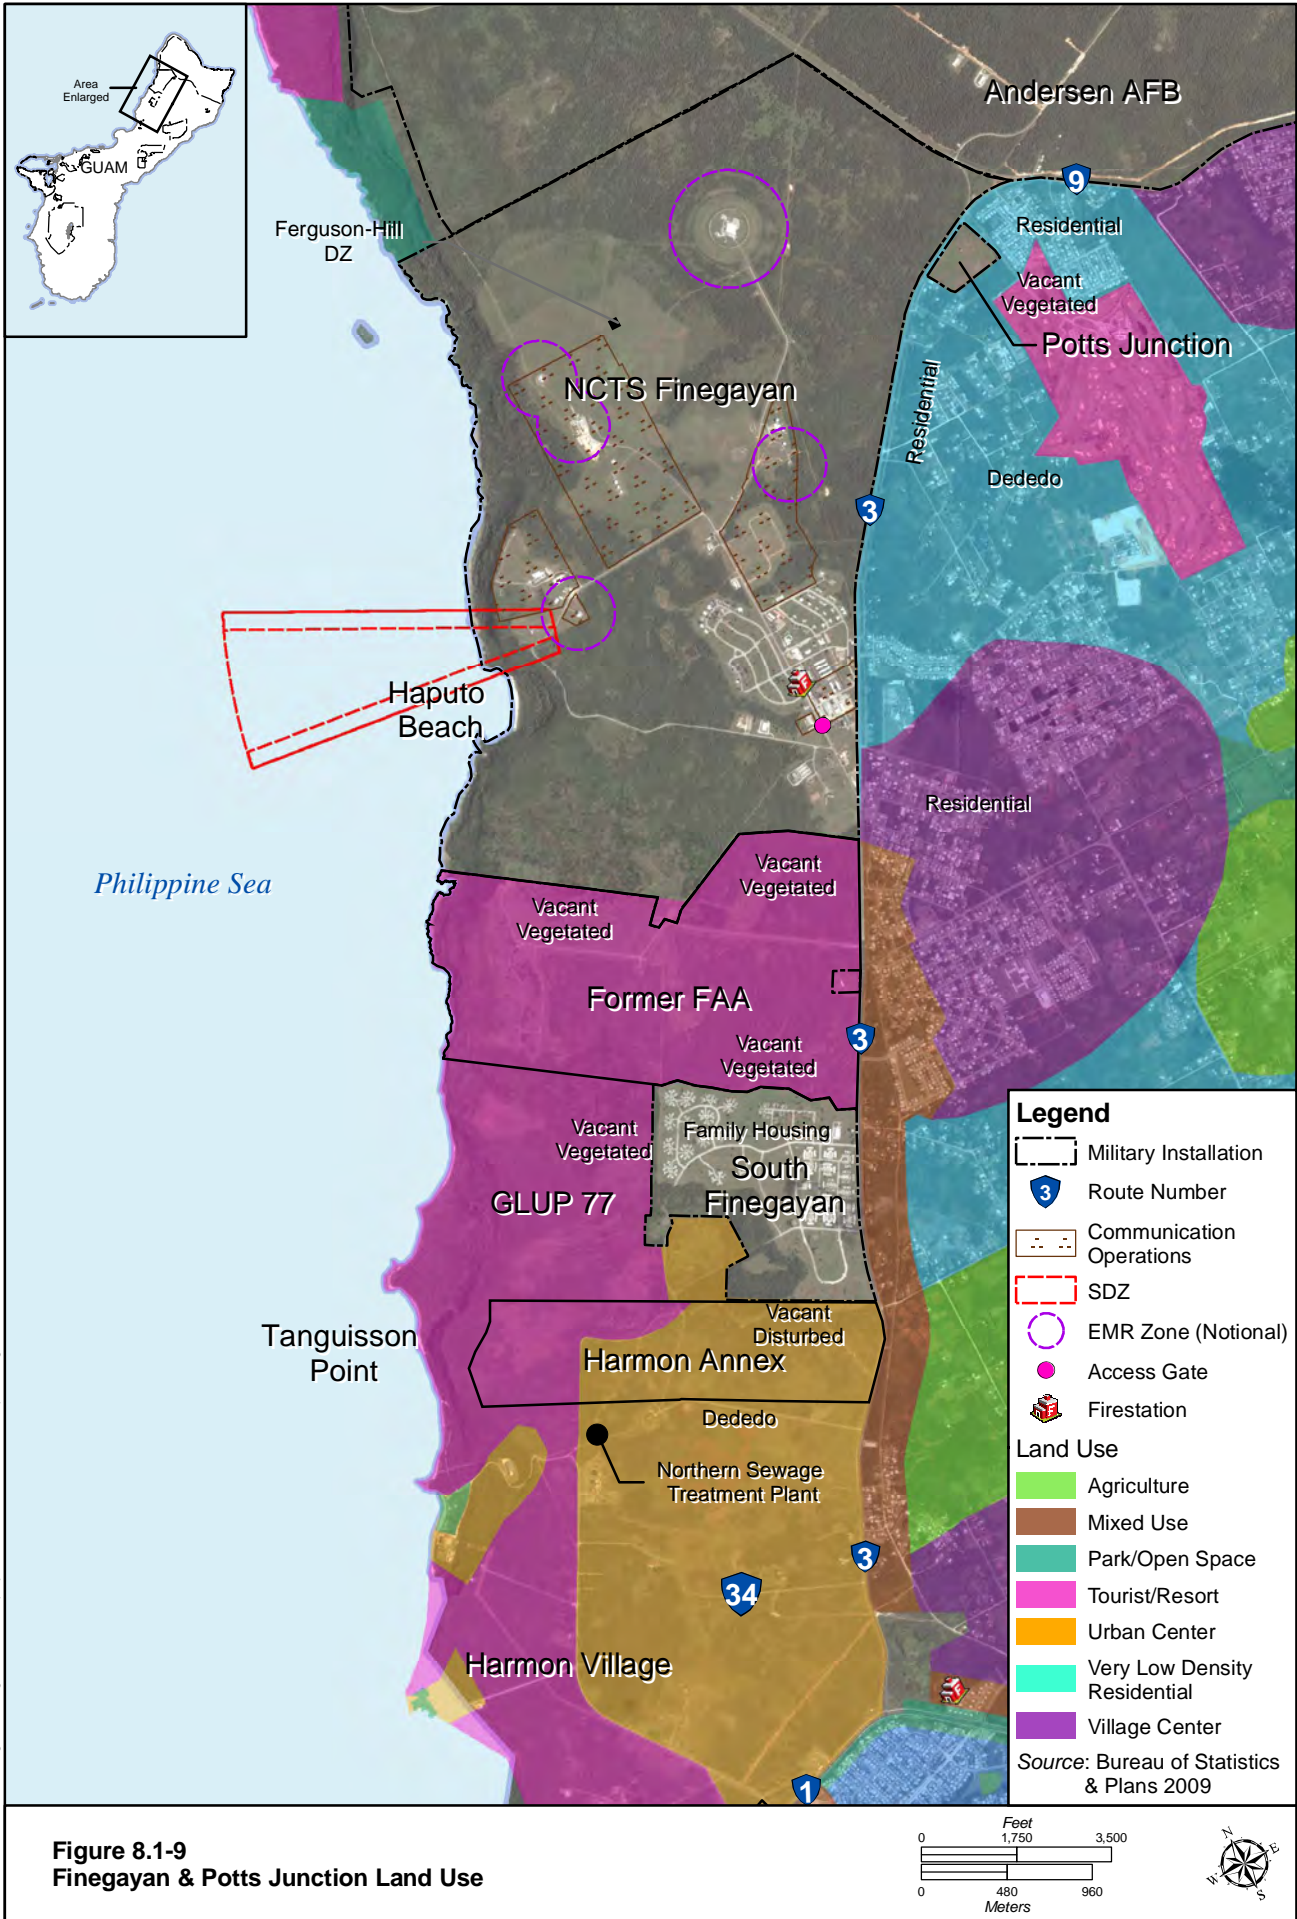 Area
Enlarged
GUAM
Andersen AFB
9
Ferguson-Hill
DZ
Residential
Vacant
Vegetated
Potts Junction
NCTS Finegayan
Residential
Dededo
3
Haputo
Beach
Residential
Philippine Sea
Vacant
Vegetated
Vacant
Vegetated
Former FAA
3
Vacant
Vegetated
Vacant
Vegetated
Family Housing
South
Finegayan
GLUP 77
Tanguisson
Point
Vacant
Disturbed
Harmon Annex
Dededo
Northern Sewage
Treatment Plant
3
34
Harmon Village
1
Legend
Military Installation
3 Route Number
Communication
Operations
SDZ
EMR Zone (Notional)
Access Gate
Firestation
Land Use
Agriculture
Mixed Use
Park/Open Space
Tourist/Resort
Urban Center
Very Low Density
Residential
Village Center
Source: Bureau of Statistics
& Plans 2009
Figure 8.1-9
Finegayan & Potts Junction Land Use
Feet
0 1,750 3,500
0 480 960
Meters
N
E
W
S